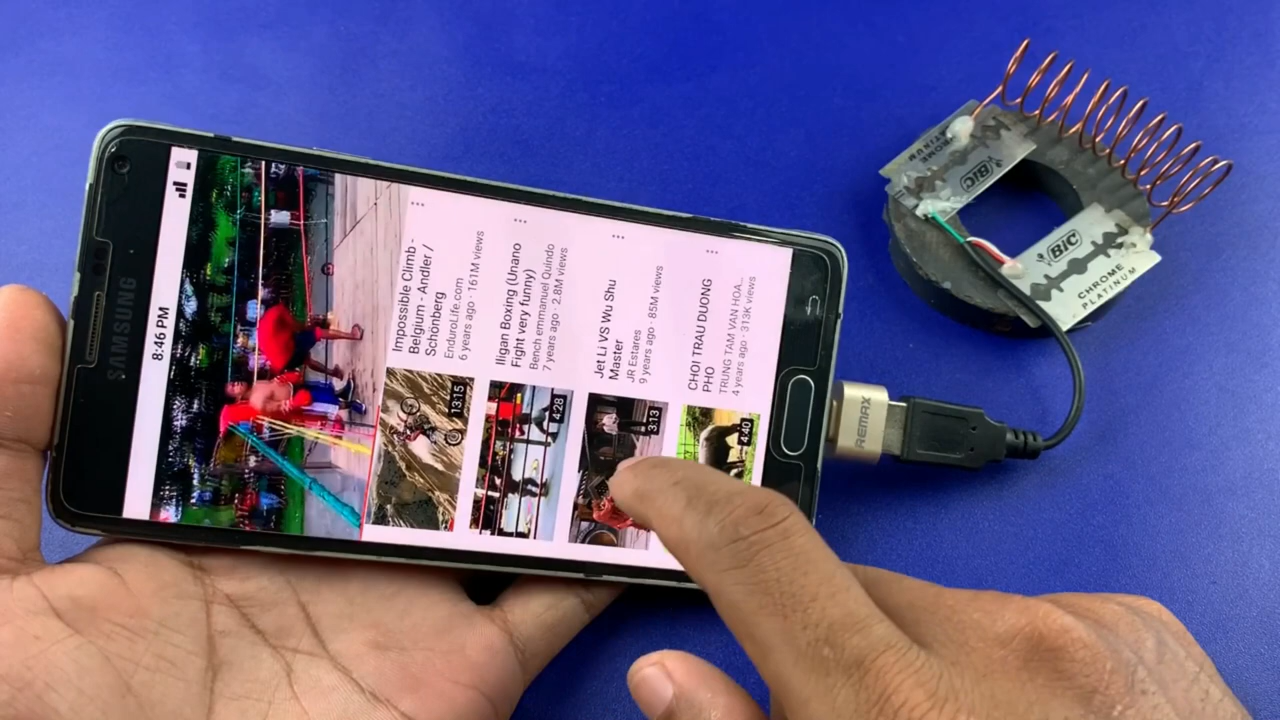 SAMSUNG
8:46 PM
Impossible Climb -
Belgium - Andler /
Schönberg
EnduroLife.com
6 years ago · 161M views
13:15
Iligan Boxing (Unano
Fight very funny)
Bench emmanuel Quindo
7 years ago · 2.8M views
4:28
Jet Li VS Wu Shu
Master
JR Estares
9 years ago · 85M views
3:13
CHOI TRAU DUONG
PHO
TRUNG TAM VAN HOA...
4 years ago · 313K views
4:40
REMAX
CHROME
PLATINUM
BIC
BIC
CHROME
PLATINUM